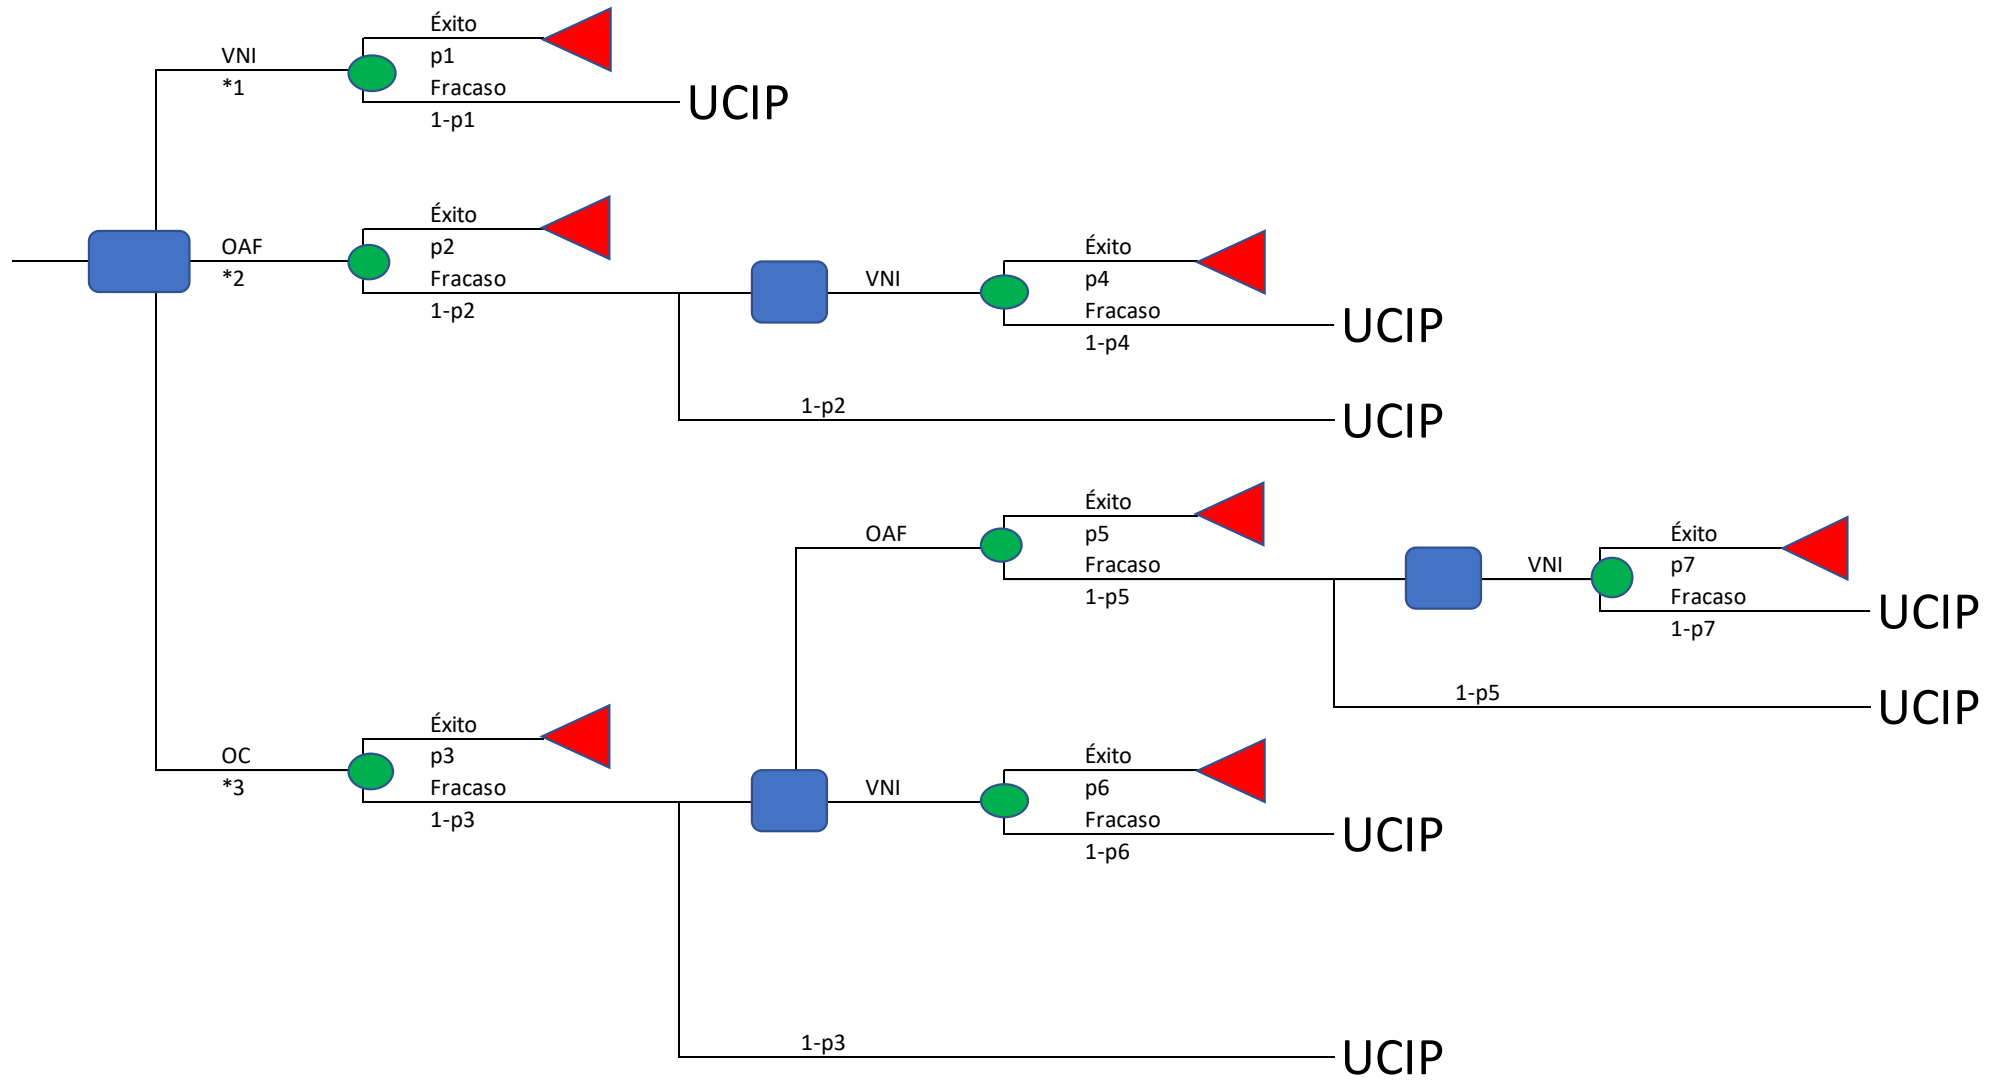 VNI
*1
Éxito
p1
Fracaso
1-p1
UCIP
OAF
*2
Éxito
p2
Fracaso
1-p2
VNI
Éxito
p4
Fracaso
1-p4
UCIP
1-p2
UCIP
OAF
Éxito
p5
Fracaso
1-p5
VNI
Éxito
p7
Fracaso
1-p7
UCIP
1-p5
UCIP
OC
*3
Éxito
p3
Fracaso
1-p3
VNI
Éxito
p6
Fracaso
1-p6
UCIP
1-p3
UCIP